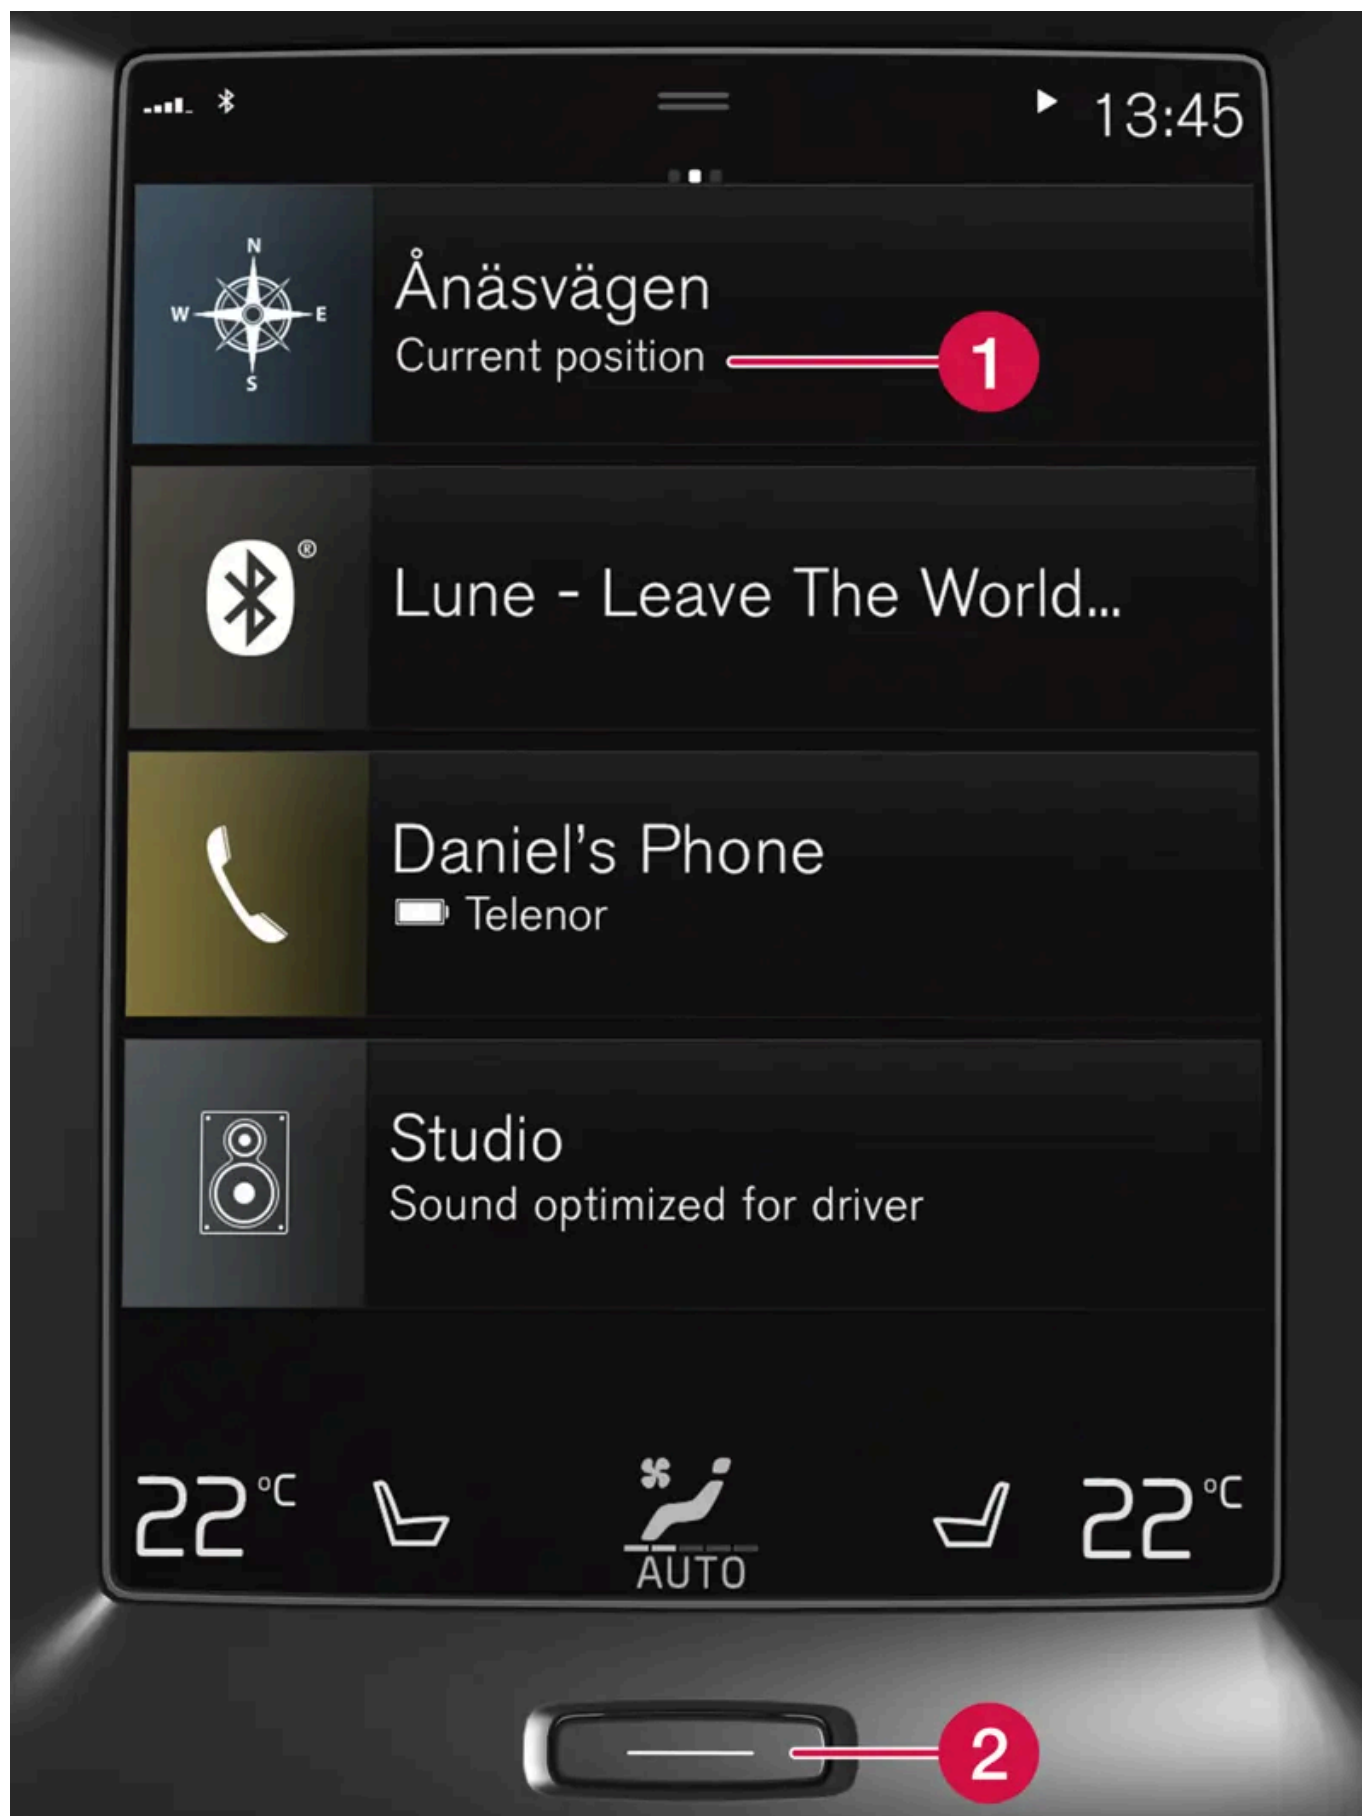 13:45
N
W E
S
Ånäsvägen
Current position
1
®
Lune - Leave The World...
Daniel's Phone
Telenor
Studio
Sound optimized for driver
22°C
22°C
AUTO
2